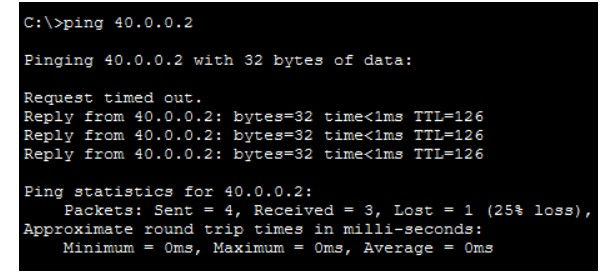 C:\>ping 40.0.0.2
Pinging 40.0.0.2 with 32 bytes of data:
Request timed out.
Reply from 40.0.0.2: bytes=32 time<1ms TTL=126
Reply from 40.0.0.2: bytes=32 time<1ms TTL=126
Reply from 40.0.0.2: bytes=32 time<1ms TTL=126
Ping statistics for 40.0.0.2:
Packets: Sent = 4, Received = 3, Lost = 1 (25% loss),
Approximate round trip times in milli-seconds:
Minimum = 0ms, Maximum = 0ms, Average = 0ms